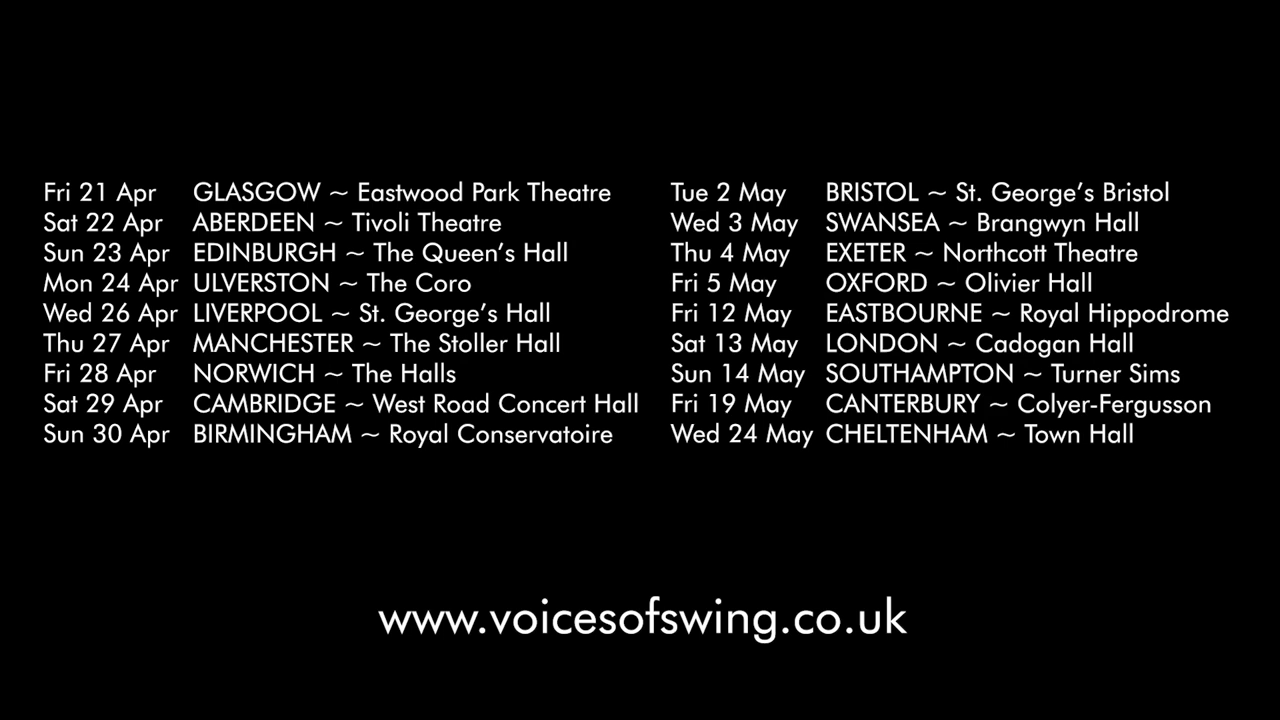 Fri 21 Apr GLASGOW ~ Eastwood Park Theatre
Sat 22 Apr ABERDEEN ~ Tivoli Theatre
Sun 23 Apr EDINBURGH ~ The Queen's Hall
Mon 24 Apr ULVERSTON ~ The Coro
Wed 26 Apr LIVERPOOL ~ St. George's Hall
Thu 27 Apr MANCHESTER ~ The Stoller Hall
Fri 28 Apr NORWICH ~ The Halls
Sat 29 Apr CAMBRIDGE ~ West Road Concert Hall
Sun 30 Apr BIRMINGHAM ~ Royal Conservatoire
Tue 2 May BRISTOL ~ St. George's Bristol
Wed 3 May SWANSEA ~ Brangwyn Hall
Thu 4 May EXETER ~ Northcott Theatre
Fri 5 May OXFORD ~ Olivier Hall
Fri 12 May EASTBOURNE ~ Royal Hippodrome
Sat 13 May LONDON ~ Cadogan Hall
Sun 14 May SOUTHAMPTON ~ Turner Sims
Fri 19 May CANTERBURY ~ Colyer-Fergusson
Wed 24 May CHELTENHAM ~ Town Hall
www.voicesofswing.co.uk